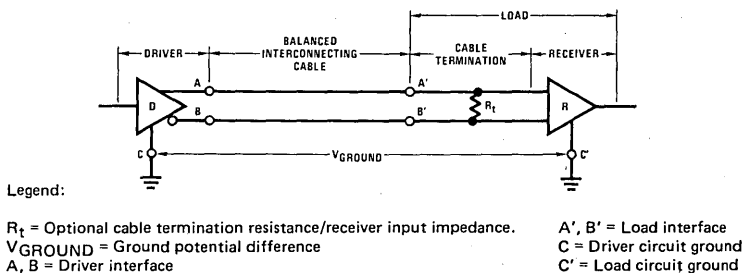 LOAD
DRIVER
BALANCED
INTERCONNECTING
CABLE
CABLE
TERMINATION
RECEIVER
A
A'
D
R
Rt
B
B'
C
VGROUND
C'
Legend:
Rt = Optional cable termination resistance/receiver input impedance.
VGROUND = Ground potential difference
A, B = Driver interface
A', B' = Load interface
C = Driver circuit ground
C' = Load circuit ground